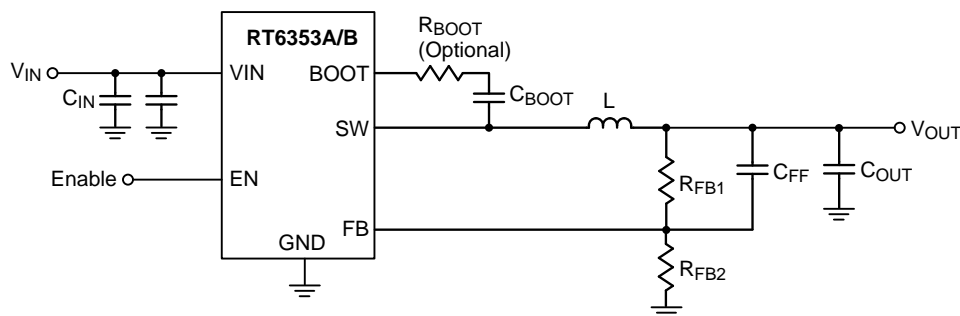 RT6353A/B
R_BOOT
(Optional)
V_IN
VIN
BOOT
C_IN
C_BOOT
L
SW
V_OUT
Enable
EN
R_FB1
C_FF
C_OUT
FB
GND
R_FB2